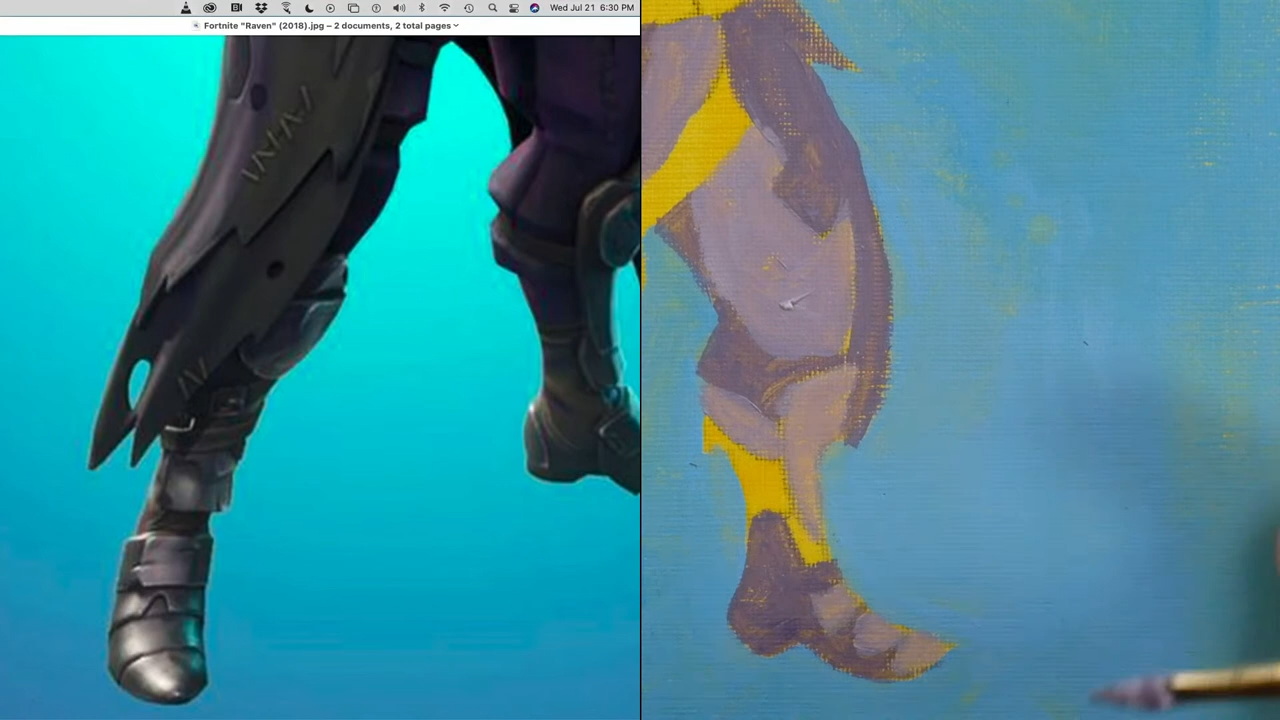 Wed Jul 21 6:30 PM
Fortnite "Raven" (2018).jpg – 2 documents, 2 total pages